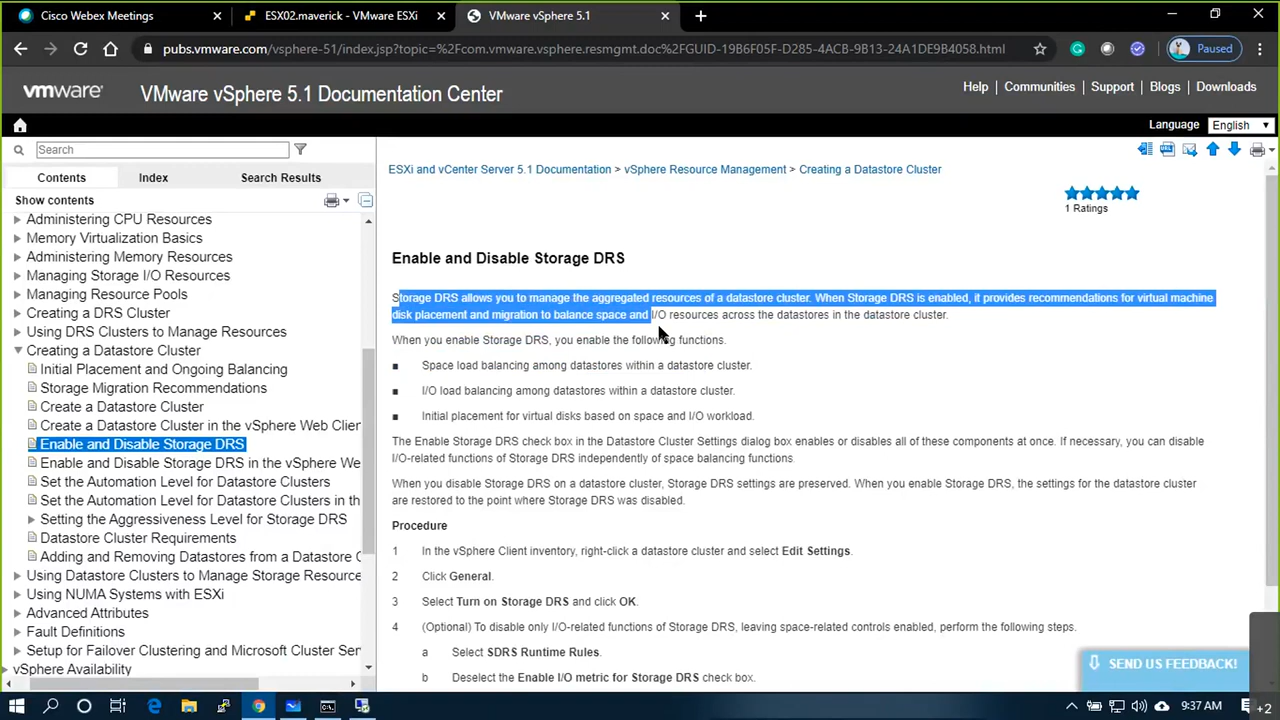 Cisco Webex Meetings
ESX02.maverick - VMware ESXi
VMware vSphere 5.1
pubs.vmware.com/vsphere-51/index.jsp?topic=%2Fcom.vmware.vsphere.resmgmt.doc%2FGUID-19B6F05F-D285-4ACB-9B13-24A1DE9B4058.html
Paused
vmware
VMware vSphere 5.1 Documentation Center
Help | Communities | Support | Blogs | Downloads
Language English
Search
Contents Index Search Results
Show contents
Administering CPU Resources
Memory Virtualization Basics
Administering Memory Resources
Managing Storage I/O Resources
Managing Resource Pools
Creating a DRS Cluster
Using DRS Clusters to Manage Resources
Creating a Datastore Cluster
Initial Placement and Ongoing Balancing
Storage Migration Recommendations
Create a Datastore Cluster
Create a Datastore Cluster in the vSphere Web Clien
Enable and Disable Storage DRS
Enable and Disable Storage DRS in the vSphere We
Set the Automation Level for Datastore Clusters
Set the Automation Level for Datastore Clusters in th
Setting the Aggressiveness Level for Storage DRS
Datastore Cluster Requirements
Adding and Removing Datastores from a Datastore C
Using Datastore Clusters to Manage Storage Resource
Using NUMA Systems with ESXi
Advanced Attributes
Fault Definitions
Setup for Failover Clustering and Microsoft Cluster Ser
vSphere Availability
ESXi and vCenter Server 5.1 Documentation > vSphere Resource Management > Creating a Datastore Cluster
1 Ratings
Enable and Disable Storage DRS
Storage DRS allows you to manage the aggregated resources of a datastore cluster. When Storage DRS is enabled, it provides recommendations for virtual machine
disk placement and migration to balance space and I/O resources across the datastores in the datastore cluster.
When you enable Storage DRS, you enable the following functions.
■ Space load balancing among datastores within a datastore cluster.
■ I/O load balancing among datastores within a datastore cluster.
■ Initial placement for virtual disks based on space and I/O workload.
The Enable Storage DRS check box in the Datastore Cluster Settings dialog box enables or disables all of these components at once. If necessary, you can disable
I/O-related functions of Storage DRS independently of space balancing functions.
When you disable Storage DRS on a datastore cluster, Storage DRS settings are preserved. When you enable Storage DRS, the settings for the datastore cluster
are restored to the point where Storage DRS was disabled.
Procedure
1 In the vSphere Client inventory, right-click a datastore cluster and select Edit Settings.
2 Click General.
3 Select Turn on Storage DRS and click OK.
4 (Optional) To disable only I/O-related functions of Storage DRS, leaving space-related controls enabled, perform the following steps.
a Select SDRS Runtime Rules.
b Deselect the Enable I/O metric for Storage DRS check box.
SEND US FEEDBACK!
9:37 AM
+2